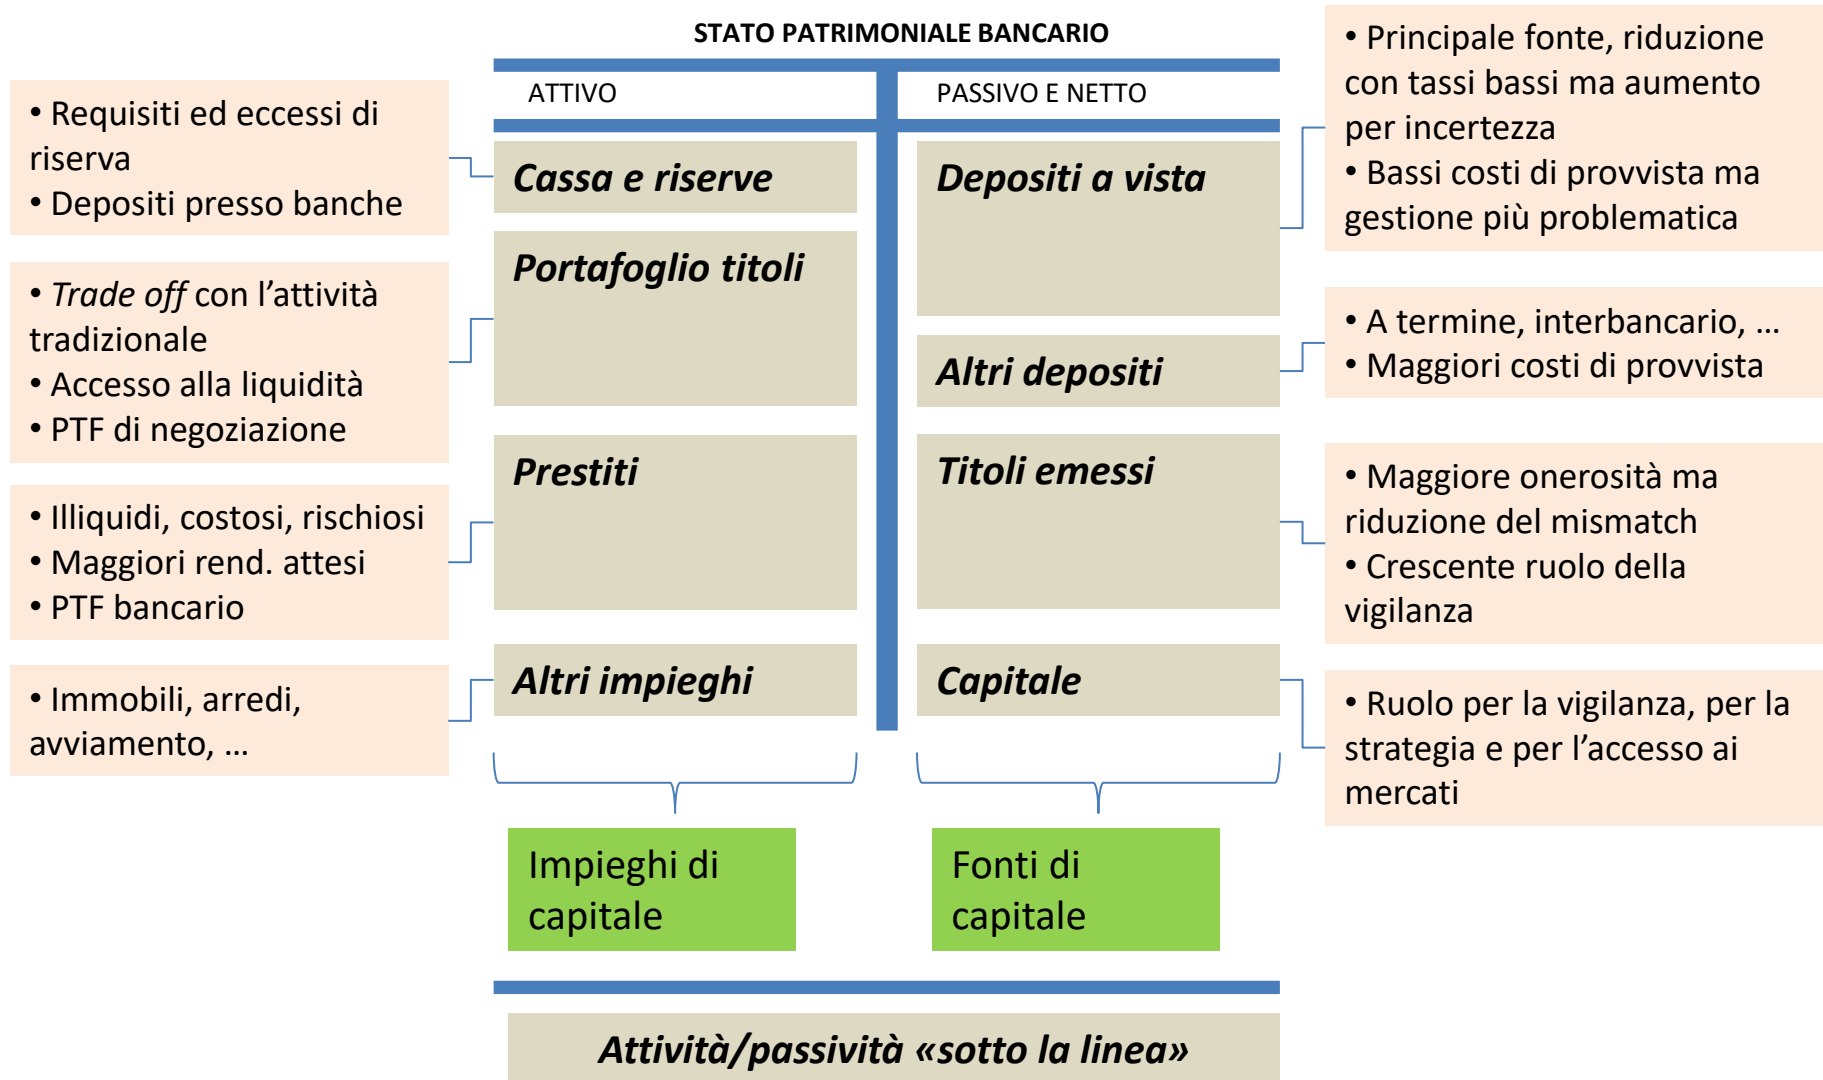 STATO PATRIMONIALE BANCARIO
ATTIVO
PASSIVO E NETTO
• Requisiti ed eccessi di
riserva
• Depositi presso banche
Cassa e riserve
• Trade off con l’attività
tradizionale
• Accesso alla liquidità
• PTF di negoziazione
Portafoglio titoli
• Illiquidi, costosi, rischiosi
• Maggiori rend. attesi
• PTF bancario
Prestiti
• Immobili, arredi,
avviamento, …
Altri impieghi
Depositi a vista
• Principale fonte, riduzione
con tassi bassi ma aumento
per incertezza
• Bassi costi di provvista ma
gestione più problematica
Altri depositi
• A termine, interbancario, …
• Maggiori costi di provvista
Titoli emessi
• Maggiore onerosità ma
riduzione del mismatch
• Crescente ruolo della
vigilanza
Capitale
• Ruolo per la vigilanza, per la
strategia e per l’accesso ai
mercati
Impieghi di
capitale
Fonti di
capitale
Attività/passività «sotto la linea»